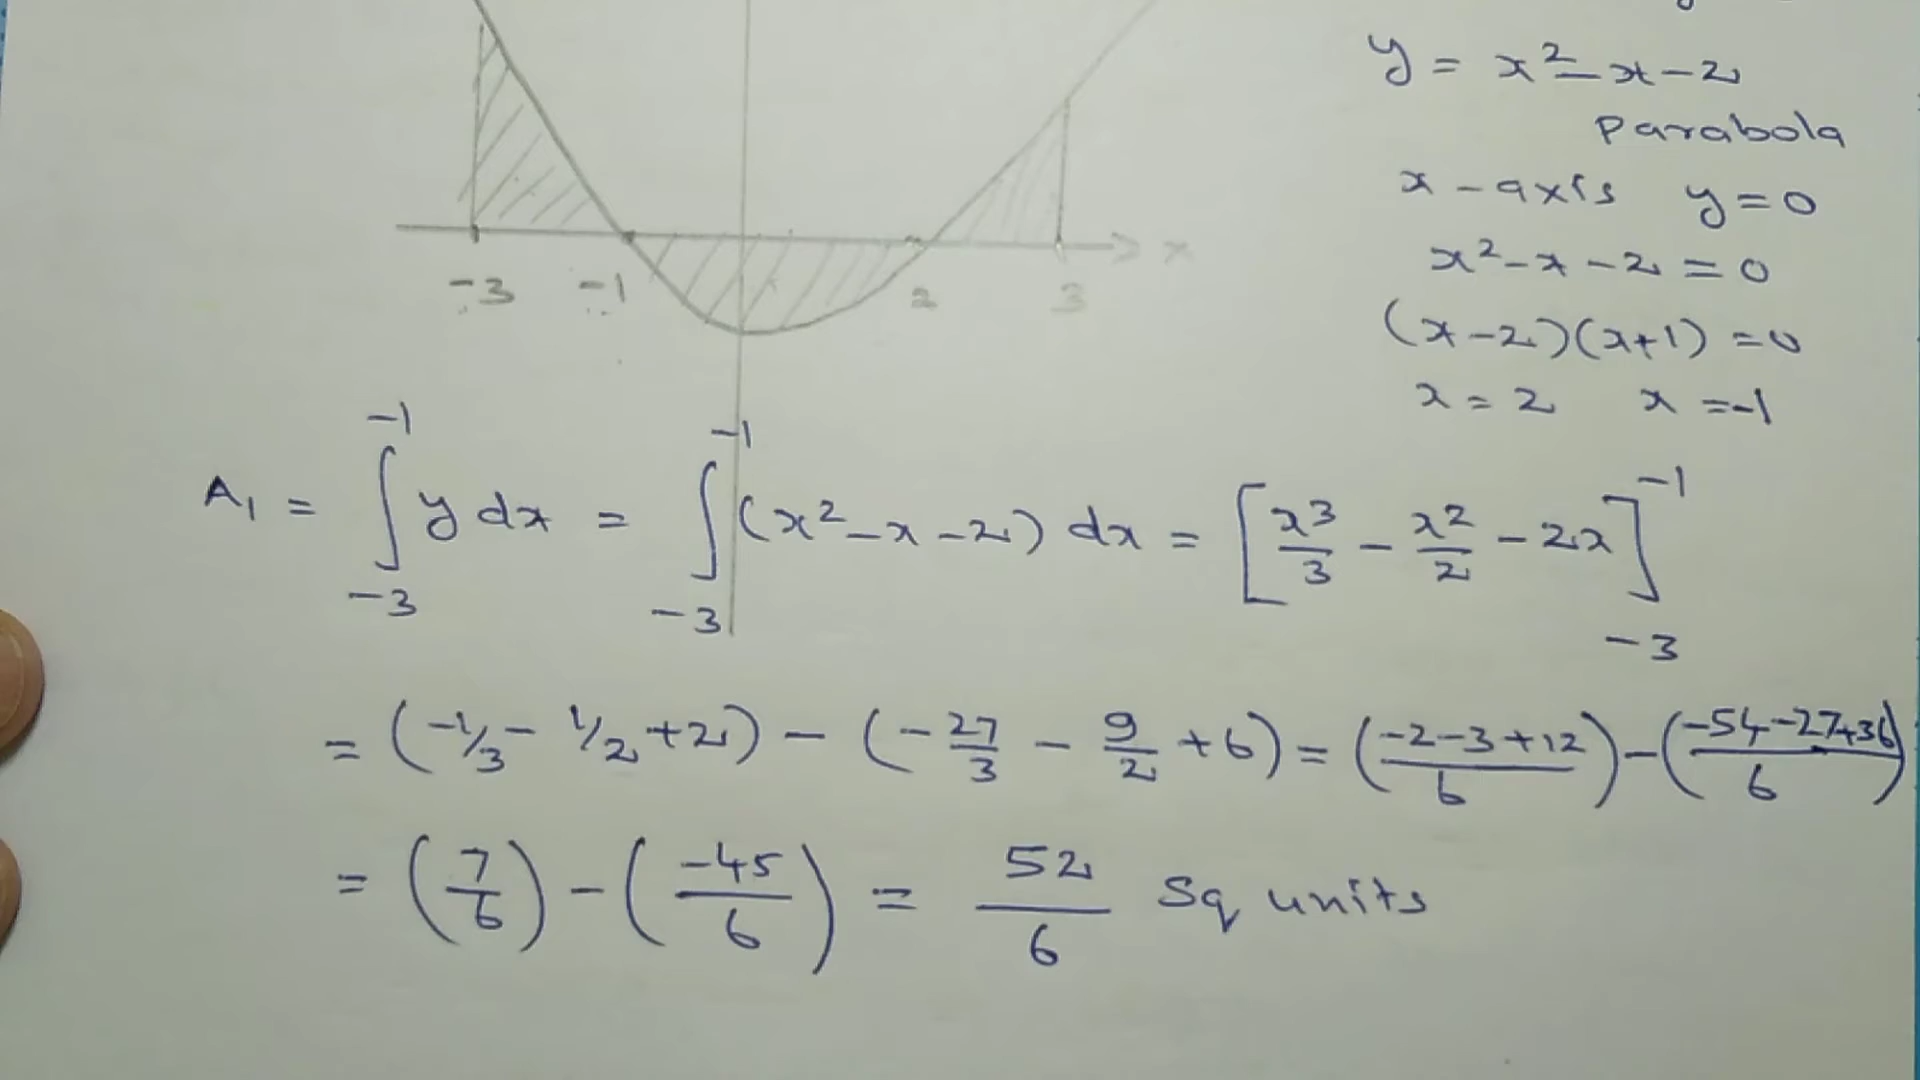 y = x² - x - 2
parabola
x - axis y = 0
x² - x - 2 = 0
(x - 2)(x + 1) = 0
x = 2 x = -1
-3 -1 2 3 x
A₁ = ∫₋₃⁻¹ y dx = ∫₋₃⁻¹ (x² - x - 2) dx = [x³/3 - x²/2 - 2x]₋₃⁻¹
= (-1/3 - 1/2 + 2) - (-27/3 - 9/2 + 6) = ((-2 - 3 + 12)/6) - ((-54 - 27 + 36)/6)
= (7/6) - (-45/6) = 52/6 Sq units